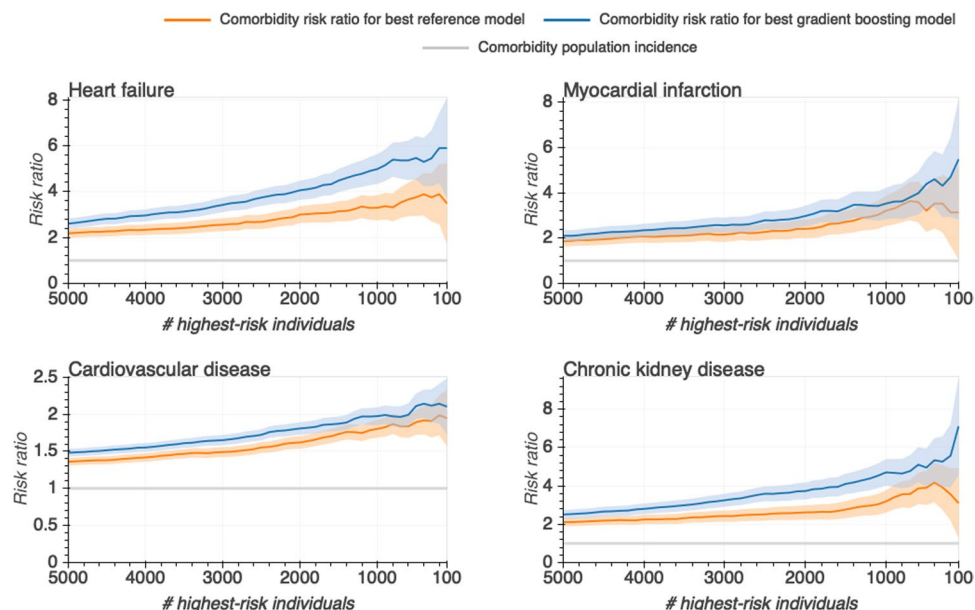 Comorbidity risk ratio for best reference model
Comorbidity risk ratio for best gradient boosting model
Comorbidity population incidence
Heart failure
8
6
4
2
0
Risk ratio
5000 4000 3000 2000 1000 100
# highest-risk individuals
Myocardial infarction
8
6
4
2
0
Risk ratio
5000 4000 3000 2000 1000 100
# highest-risk individuals
Cardiovascular disease
2.5
2
1.5
1
0.5
0
Risk ratio
5000 4000 3000 2000 1000 100
# highest-risk individuals
Chronic kidney disease
8
6
4
2
0
Risk ratio
5000 4000 3000 2000 1000 100
# highest-risk individuals